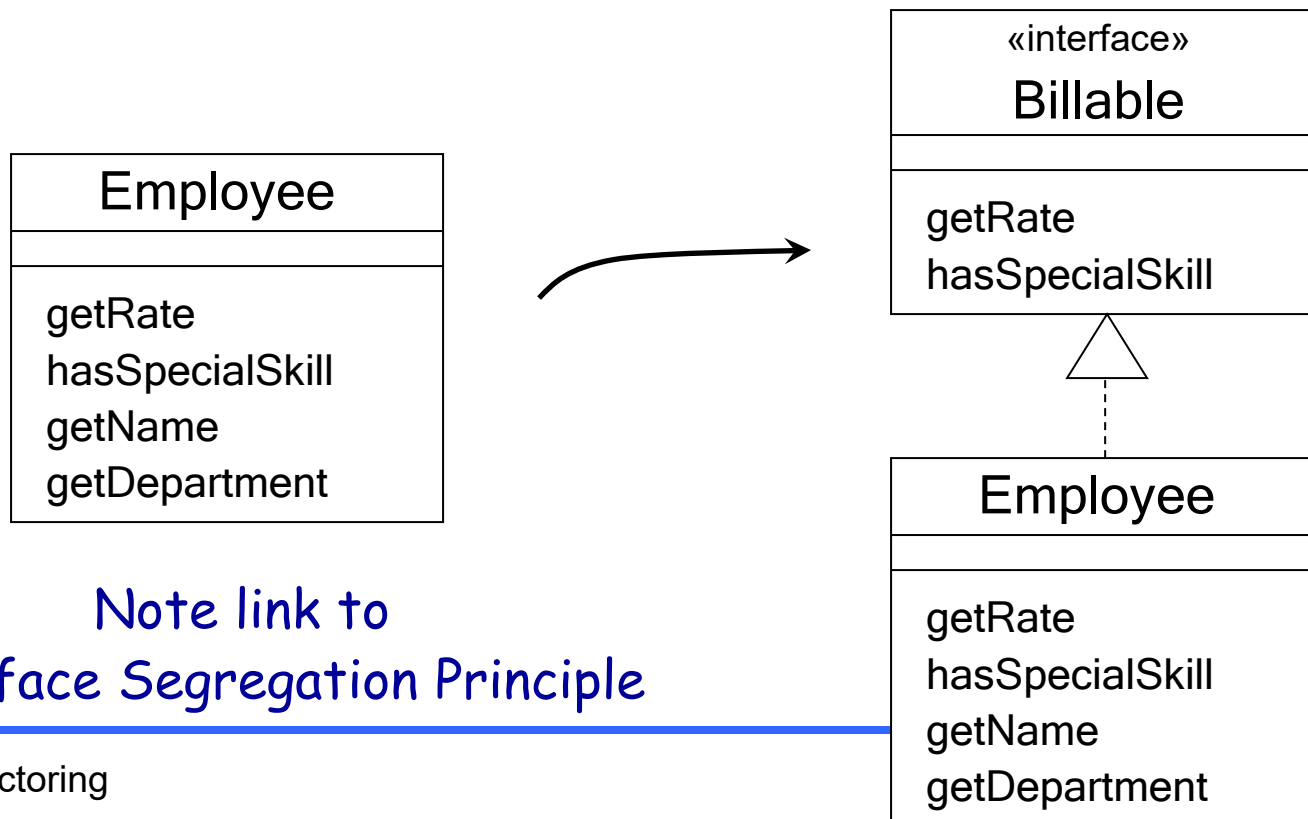 Employee
getRate
hasSpecialSkill
getName
getDepartment
Note link to
face Segregation Principle
ctoring
«interface»
Billable
getRate
hasSpecialSkill
Employee
getRate
hasSpecialSkill
getName
getDepartment